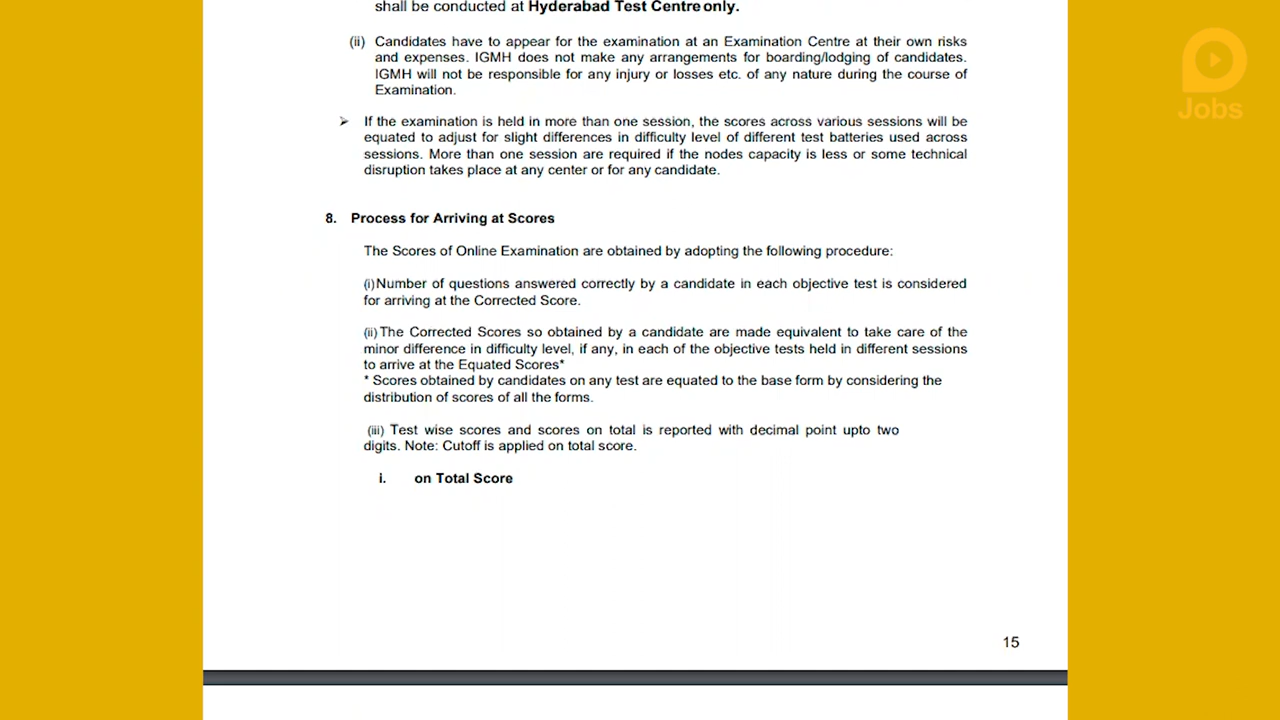 shall be conducted at Hyderabad Test Centre only.
(ii) Candidates have to appear for the examination at an Examination Centre at their own risks
and expenses. IGMH does not make any arrangements for boarding/lodging of candidates.
IGMH will not be responsible for any injury or losses etc. of any nature during the course of
Examination.
➢ If the examination is held in more than one session, the scores across various sessions will be
equated to adjust for slight differences in difficulty level of different test batteries used across
sessions. More than one session are required if the nodes capacity is less or some technical
disruption takes place at any center or for any candidate.
8. Process for Arriving at Scores
The Scores of Online Examination are obtained by adopting the following procedure:
(i)Number of questions answered correctly by a candidate in each objective test is considered
for arriving at the Corrected Score.
(ii) The Corrected Scores so obtained by a candidate are made equivalent to take care of the
minor difference in difficulty level, if any, in each of the objective tests held in different sessions
to arrive at the Equated Scores*
* Scores obtained by candidates on any test are equated to the base form by considering the
distribution of scores of all the forms.
(iii) Test wise scores and scores on total is reported with decimal point upto two
digits. Note: Cutoff is applied on total score.
i. on Total Score
15
Jobs